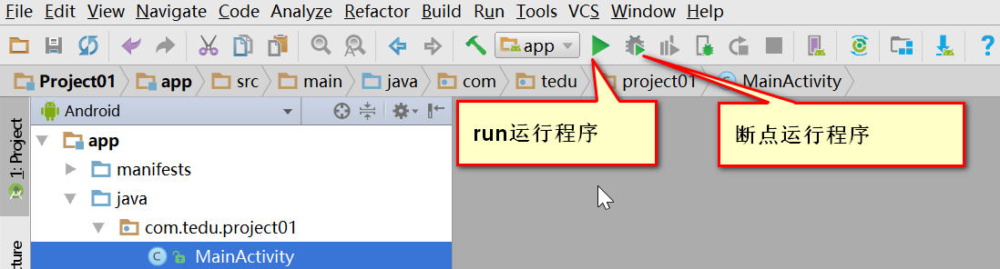 File Edit View Navigate Code Analyze Refactor Build Run Tools VCS Window Help
app
Project01 app src main java com tedu project01 MainActivity
Android
run运行程序
断点运行程序
1: Project
app
manifests
java
com.tedu.project01
MainActivity